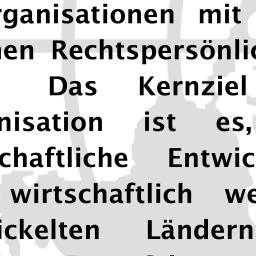 rganisationen mit
en Rechtspersönlic
Das Kernziel
nisation ist es,
chaftliche Entwic
wirtschaftlich we
ickelten Ländern